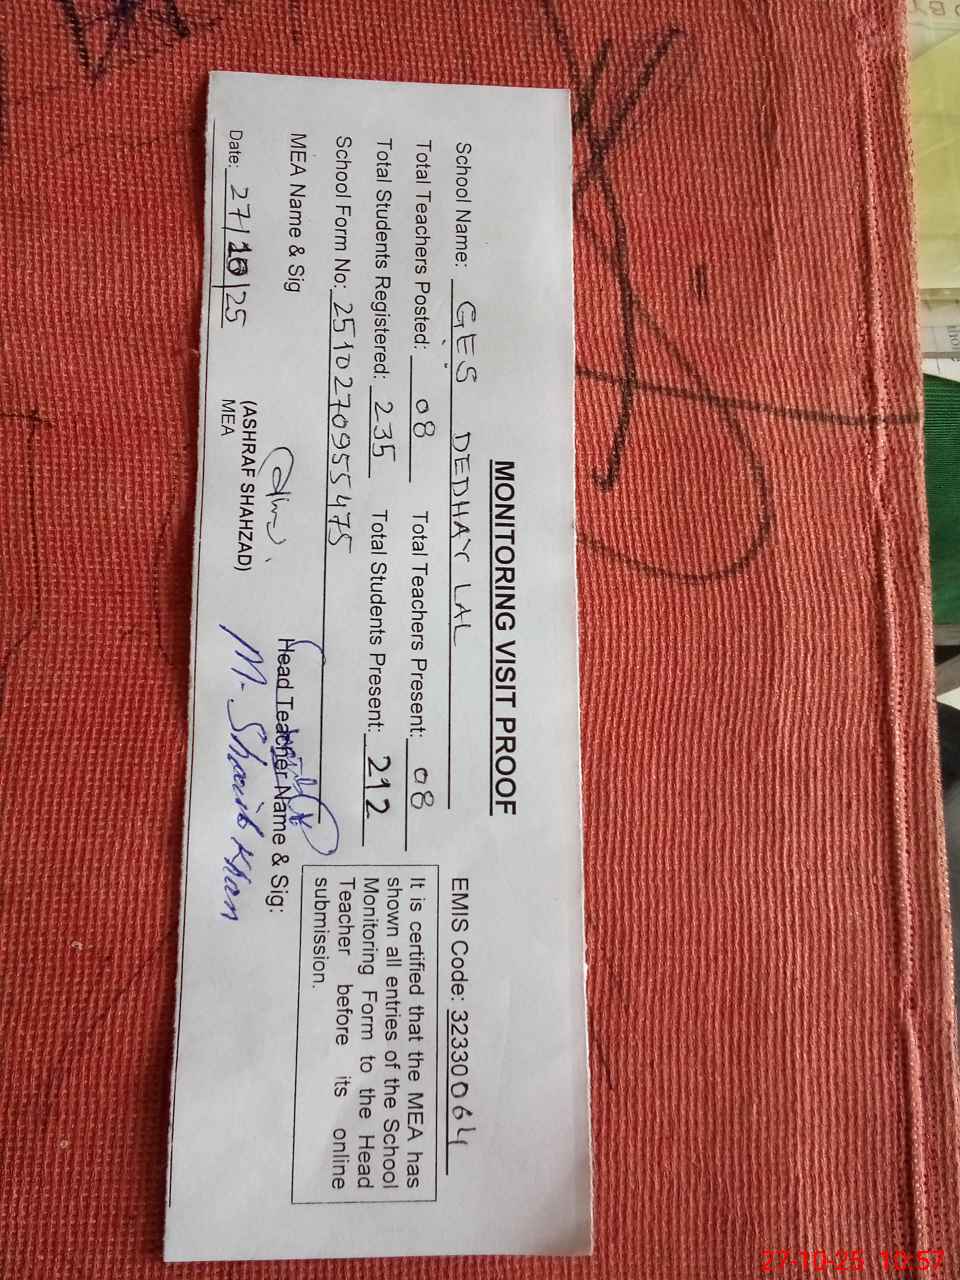 MONITORING VISIT PROOF
School Name: GES DEDHAY LAL EMIS Code: 32330064
Total Teachers Posted: 08 Total Teachers Present: 08
Total Students Registered: 235 Total Students Present: 212
School Form No: 2510270955475
It is certified that the MEA has
shown all entries of the School
Monitoring Form to the Head
Teacher before its online
submission.
MEA Name & Sig
Head Teacher Name & Sig:
(ASHRAF SHAHZAD)
MEA
M. Shoaib Khan
Date: 27/10/25
27-10-25 10:57